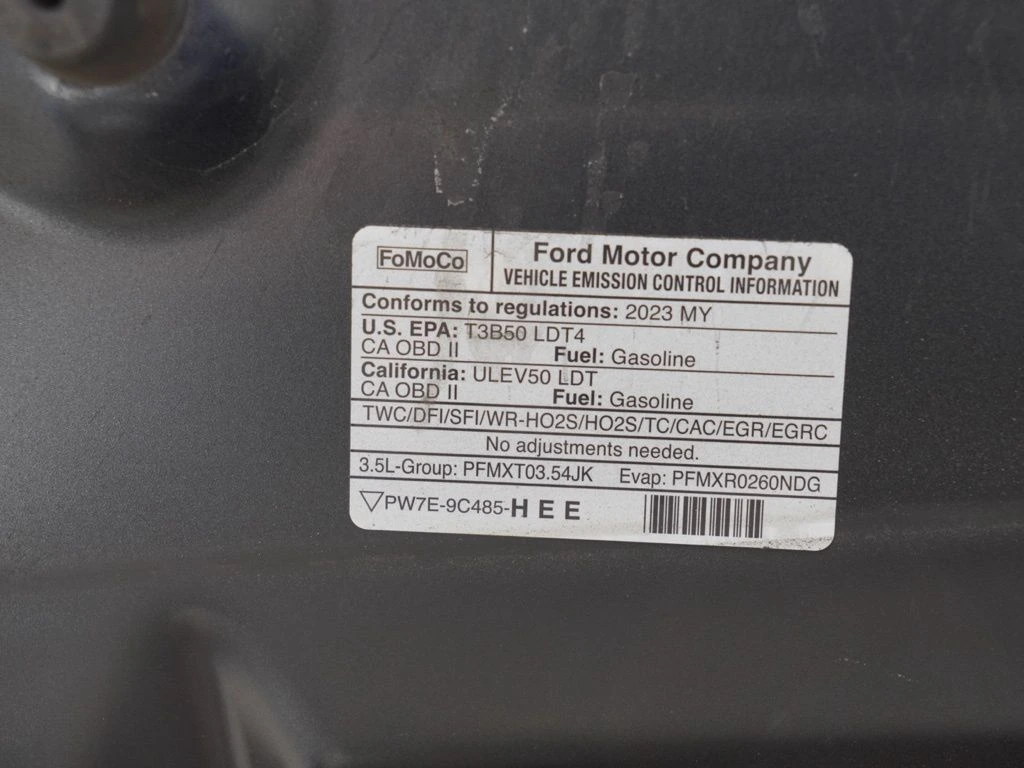 FoMoCo
Ford Motor Company
VEHICLE EMISSION CONTROL INFORMATION
Conforms to regulations: 2023 MY
U.S. EPA: T3B50 LDT4
CA OBD II Fuel: Gasoline
California: ULEV50 LDT
CA OBD II Fuel: Gasoline
TWC/DFI/SFI/WR-HO2S/HO2S/TC/CAC/EGR/EGRC
No adjustments needed.
3.5L-Group: PFMXT03.54JK Evap: PFMXR0260NDG
▽PW7E-9C485-HEE